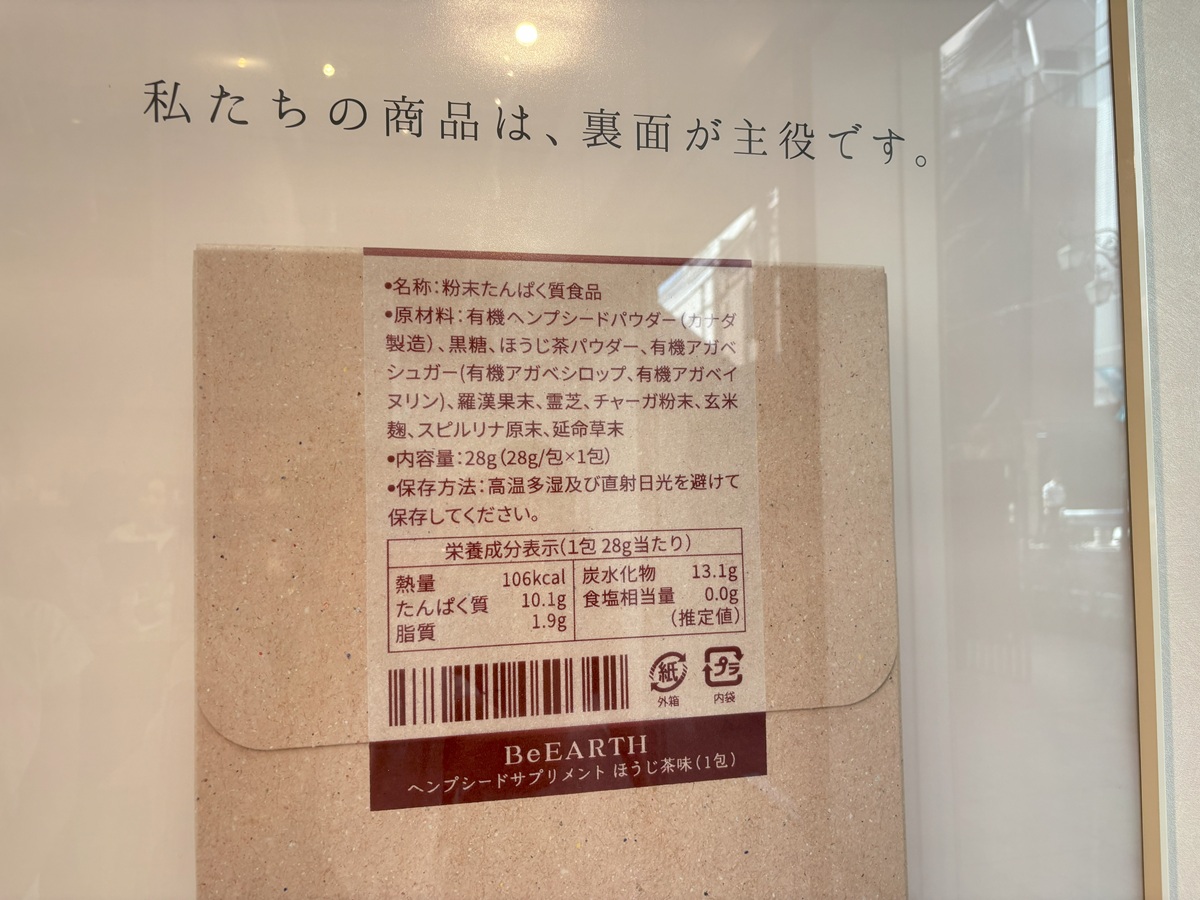 私たちの商品は、裏面が主役です。
•名称：粉末たんぱく質食品
•原材料：有機ヘンプシードパウダー（カナダ
製造）、黒糖、ほうじ茶パウダー、有機アガベ
シュガー(有機アガベシロップ、有機アガベイ
ヌリン)、羅漢果末、霊芝、チャーガ粉末、玄米
麹、スピルリナ原末、延命草末
•内容量：28g（28g/包×1包）
•保存方法：高温多湿及び直射日光を避けて
保存してください。
栄養成分表示（1包 28g当たり）
熱量 106kcal
たんぱく質 10.1g
脂質 1.9g
炭水化物 13.1g
食塩相当量 0.0g
（推定値）
紙
外箱
プラ
内袋
BeEARTH
ヘンプシードサプリメント ほうじ茶味（1包）